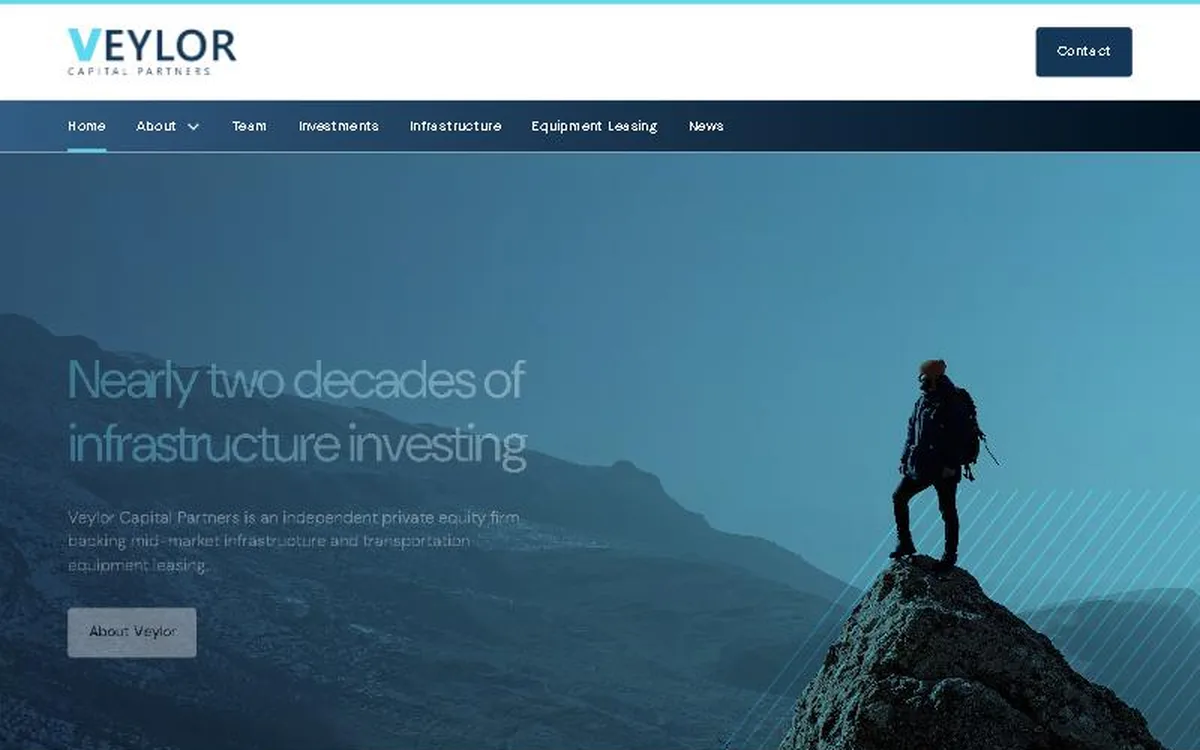 VEYLOR
CAPITAL PARTNERS
Contact
Home About Team Investments Infrastructure Equipment Leasing News
Nearly two decades of
infrastructure investing
Veylor Capital Partners is an independent private equity firm
backing mid-market infrastructure and transportation
equipment leasing.
About Veylor